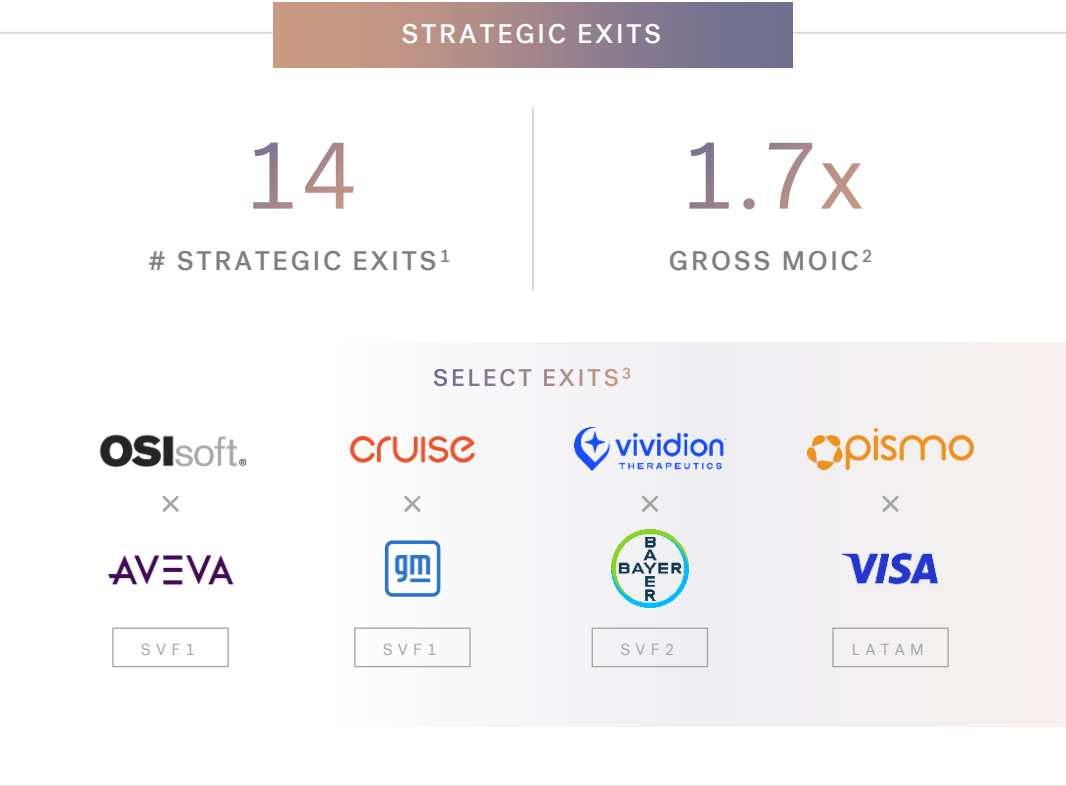 STRATEGIC EXITS
14
# STRATEGIC EXITS¹
1.7x
GROSS MOIC²
SELECT EXITS³
OSIsoft®
cruise
vividion
THERAPEUTICS
pismo
× × × ×
AVEVA
gm
BAYER
BAYER
VISA
SVF1
SVF1
SVF2
LATAM